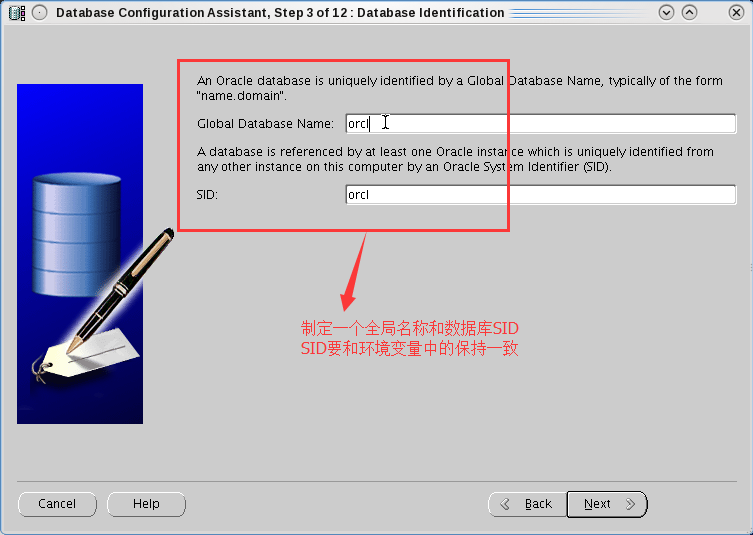 Database Configuration Assistant, Step 3 of 12 : Database Identification
An Oracle database is uniquely identified by a Global Database Name, typically of the form
"name.domain".
Global Database Name: orcl
A database is referenced by at least one Oracle instance which is uniquely identified from
any other instance on this computer by an Oracle System Identifier (SID).
SID: orcl
制定一个全局名称和数据库SID
SID要和环境变量中的保持一致
Cancel Help Back Next